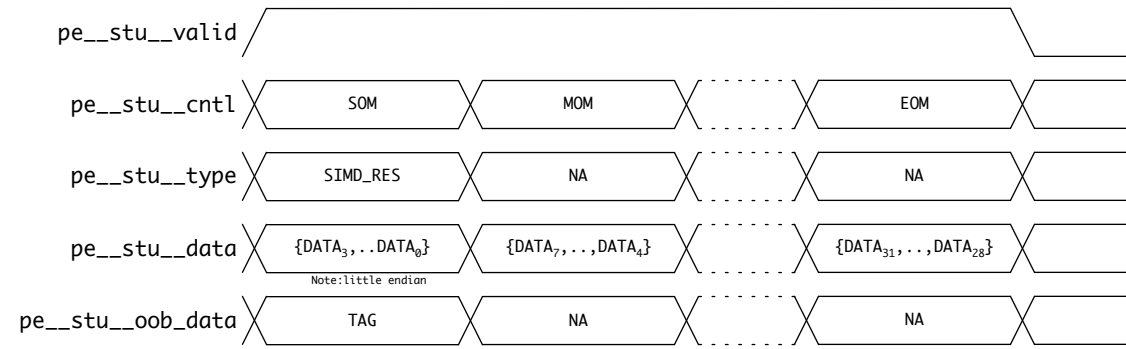 pe__stu__valid
pe__stu__cntl SOM MOM EOM
pe__stu__type SIMD_RES NA NA
pe__stu__data {DATA₃,..DATA₀} {DATA₇,..,DATA₄} {DATA₃₁,..,DATA₂₈}
Note:little endian
pe__stu__oob_data TAG NA NA